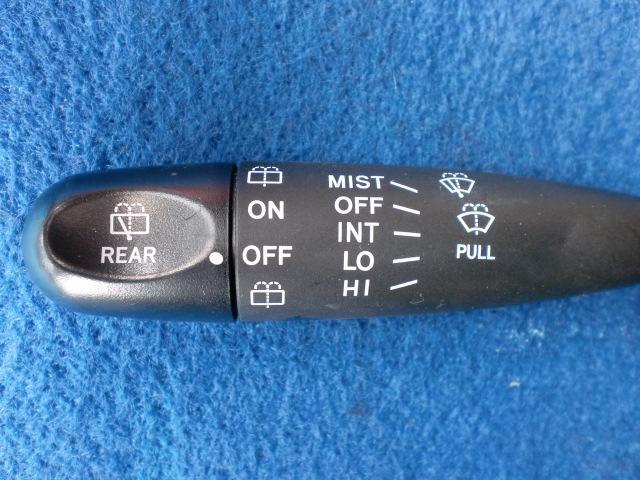 REAR
ON
OFF
MIST
OFF
INT
LO
HI
PULL